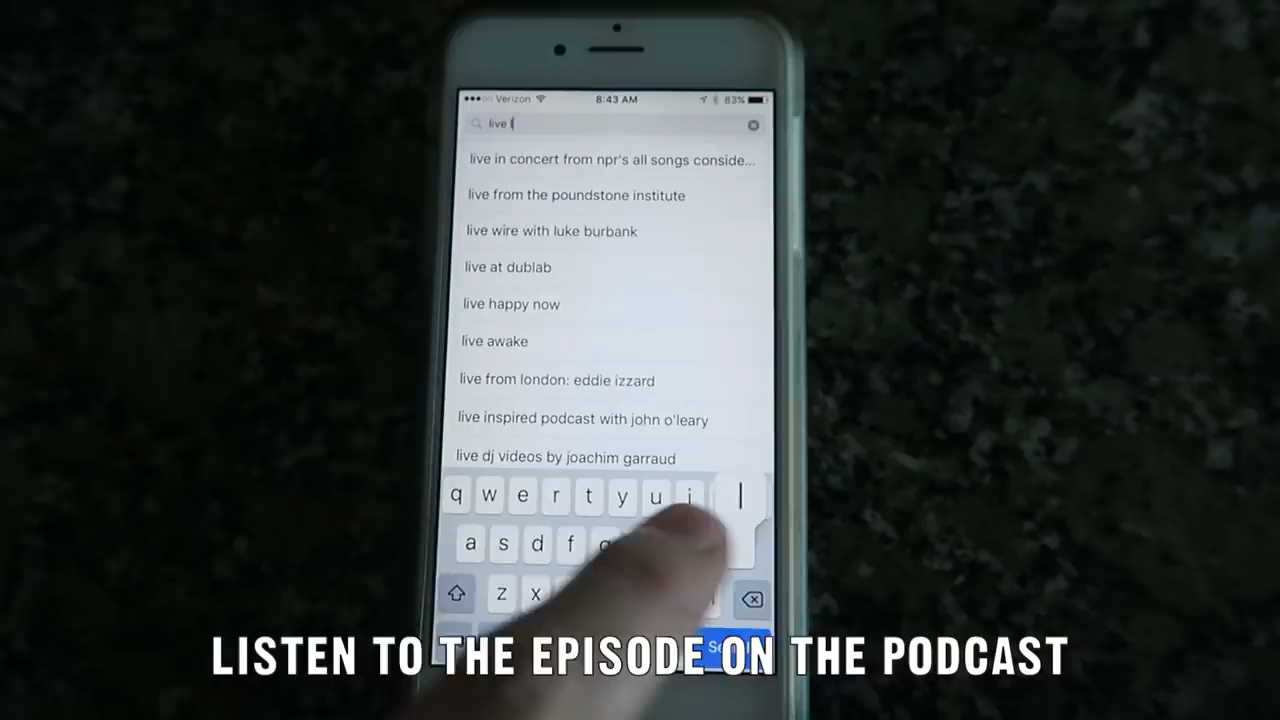 Verizon 8:43 AM 83%
live l
live in concert from npr's all songs conside...
live from the poundstone institute
live wire with luke burbank
live at dublab
live happy now
live awake
live from london: eddie izzard
live inspired podcast with john o'leary
live dj videos by joachim garraud
q w e r t y u i l
a s d f g
z x
LISTEN TO THE EPISODE ON THE PODCAST